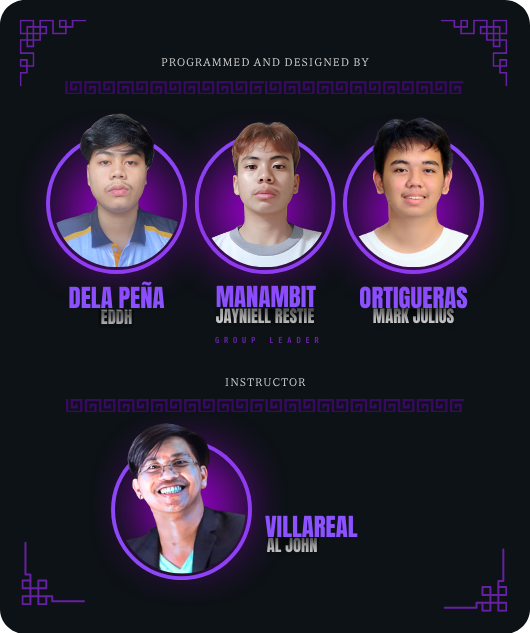 PROGRAMMED AND DESIGNED BY
DELA PEÑA
EDDH
MANAMBIT
JAYNIELL RESTIE
GROUP LEADER
ORTIGUERAS
MARK JULIUS
INSTRUCTOR
VILLAREAL
AL JOHN